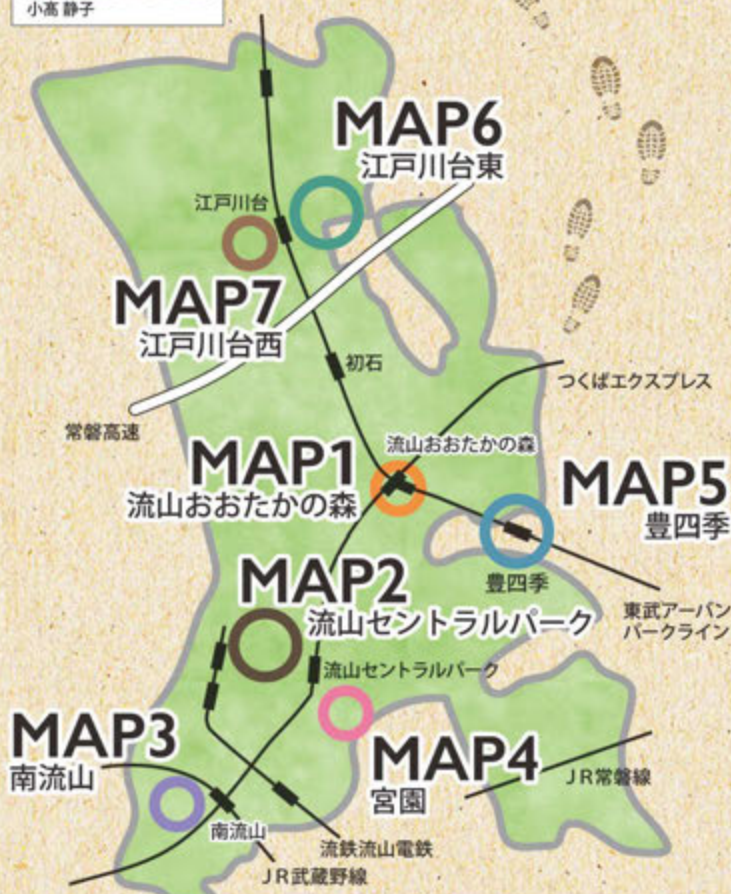 小髙 靜子
MAP6
江戸川台東
江戸川台
MAP7
江戸川台西
初石
つくばエクスプレス
常磐高速
流山おおたかの森
MAP1
流山おおたかの森
MAP5
豊四季
豊四季
MAP2
流山セントラルパーク
東武アーバン
パークライン
流山セントラルパーク
MAP3
南流山
MAP4
宮園
JR常磐線
南流山
流鉄流山電鉄
JR武蔵野線